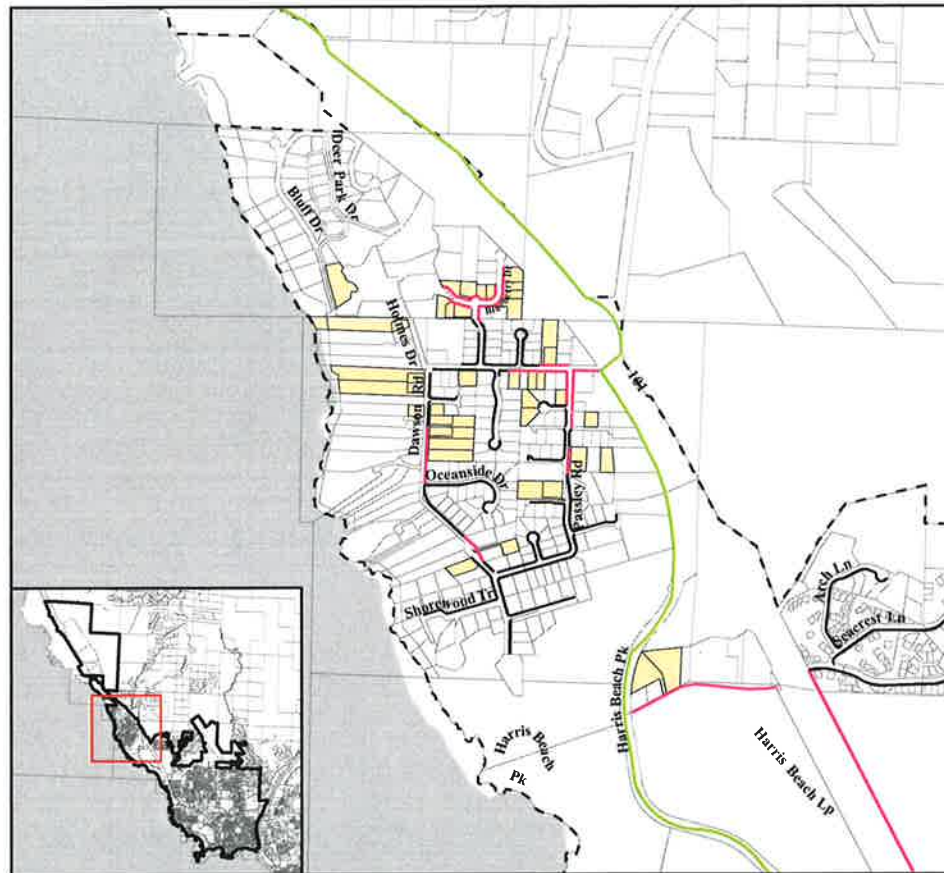 Deer Park Dr
Bluff Dr
Holmes Dr
101
Dawson Rd
Oceanside Dr
Passley Rd
Arch Ln
Seacrest Ln
Shorewood Tr
Harris Beach Pk
Harris Beach
Pk
Harris Beach Lp